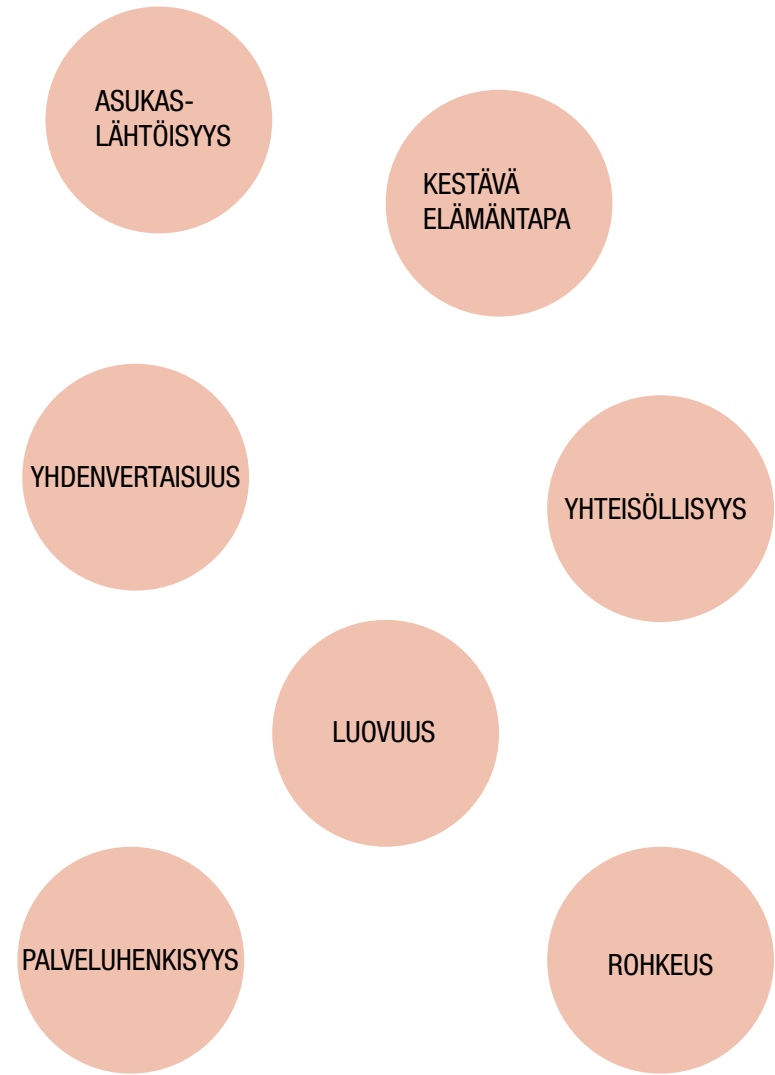 ASUKAS-
LÄHTÖISYYS
KESTÄVÄ
ELÄMÄNTAPA
YHDENVERTAISUUS
YHTEISÖLLISYYS
LUOVUUS
PALVELUHENKISYYS
ROHKEUS